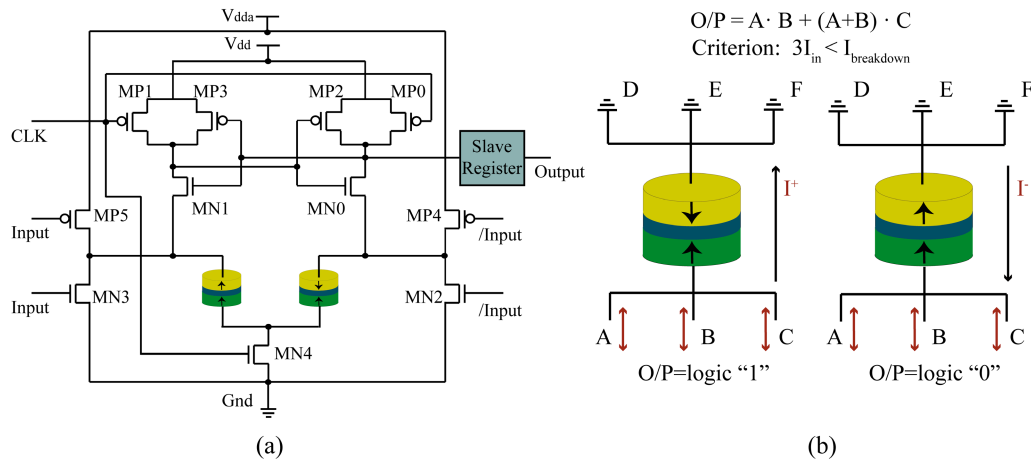 Vdda
Vdd
MP1 MP3 MP2 MP0
CLK
Slave
Register
Output
MN1 MN0
MP5 MP4
Input /Input
MN3 MN2
Input /Input
MN4
Gnd
(a)
O/P = A· B + (A+B) · C
Criterion: 3Iin < Ibreakdown
D E F D E F
I+ I-
A B C A B C
O/P=logic “1” O/P=logic “0”
(b)